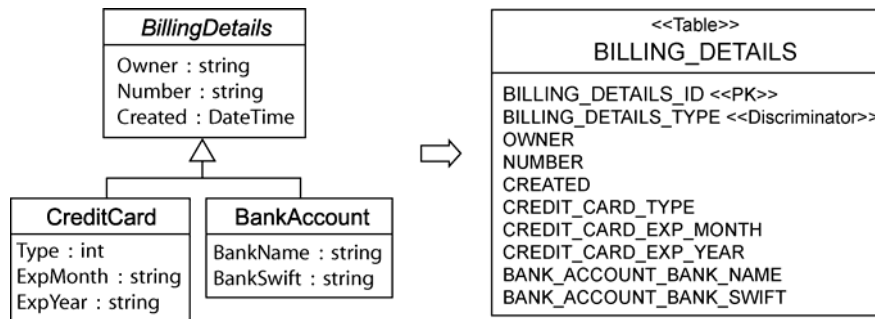 BillingDetails
Owner : string
Number : string
Created : DateTime
CreditCard
Type : int
ExpMonth : string
ExpYear : string
BankAccount
BankName : string
BankSwift : string
<<Table>>
BILLING_DETAILS
BILLING_DETAILS_ID <<PK>>
BILLING_DETAILS_TYPE <<Discriminator>>
OWNER
NUMBER
CREATED
CREDIT_CARD_TYPE
CREDIT_CARD_EXP_MONTH
CREDIT_CARD_EXP_YEAR
BANK_ACCOUNT_BANK_NAME
BANK_ACCOUNT_BANK_SWIFT